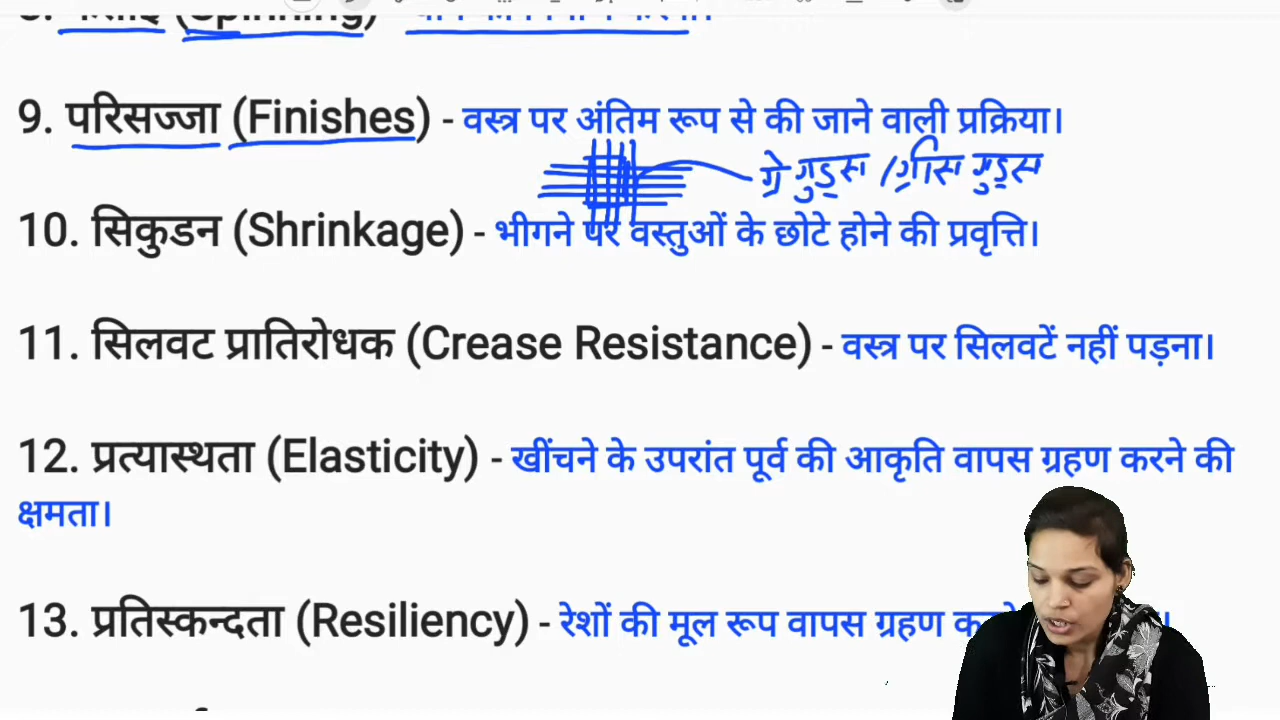 8. (Spinning)
9. परिसज्जा (Finishes) - वस्त्र पर अंतिम रूप से की जाने वाली प्रक्रिया।
ग्रे गुड्स / ग्रीस गुड्स
10. सिकुडन (Shrinkage) - भीगने पर वस्तुओं के छोटे होने की प्रवृत्ति।
11. सिलवट प्रातिरोधक (Crease Resistance) - वस्त्र पर सिलवटें नहीं पड़ना।
12. प्रत्यास्थता (Elasticity) - खींचने के उपरांत पूर्व की आकृति वापस ग्रहण करने की
क्षमता।
13. प्रतिस्कन्दता (Resiliency) - रेशों की मूल रूप वापस ग्रहण